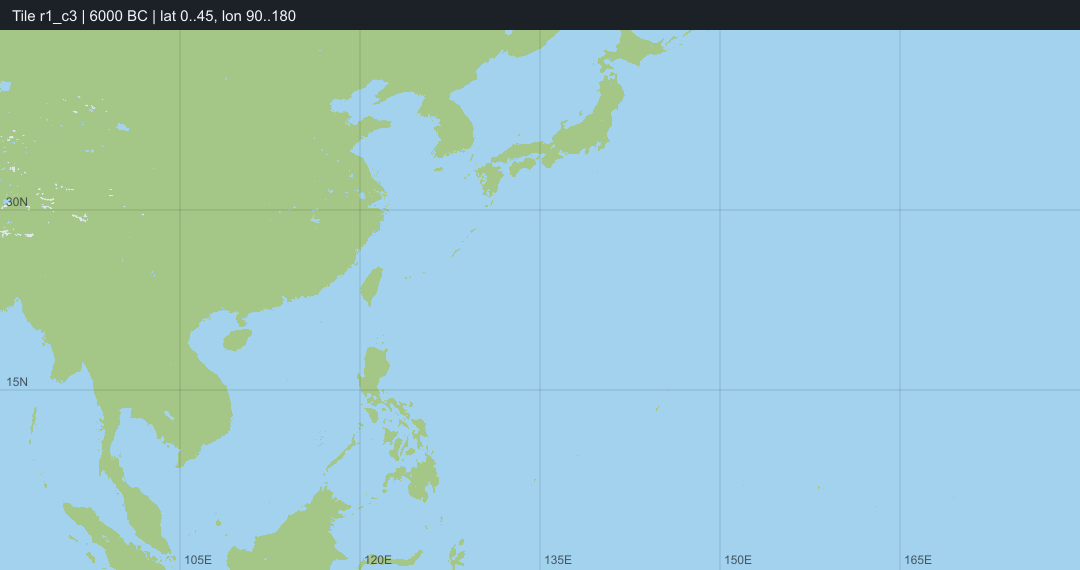 Tile r1_c3 | 6000 BC | lat 0..45, lon 90..180
30N
15N
105E
120E
135E
150E
165E